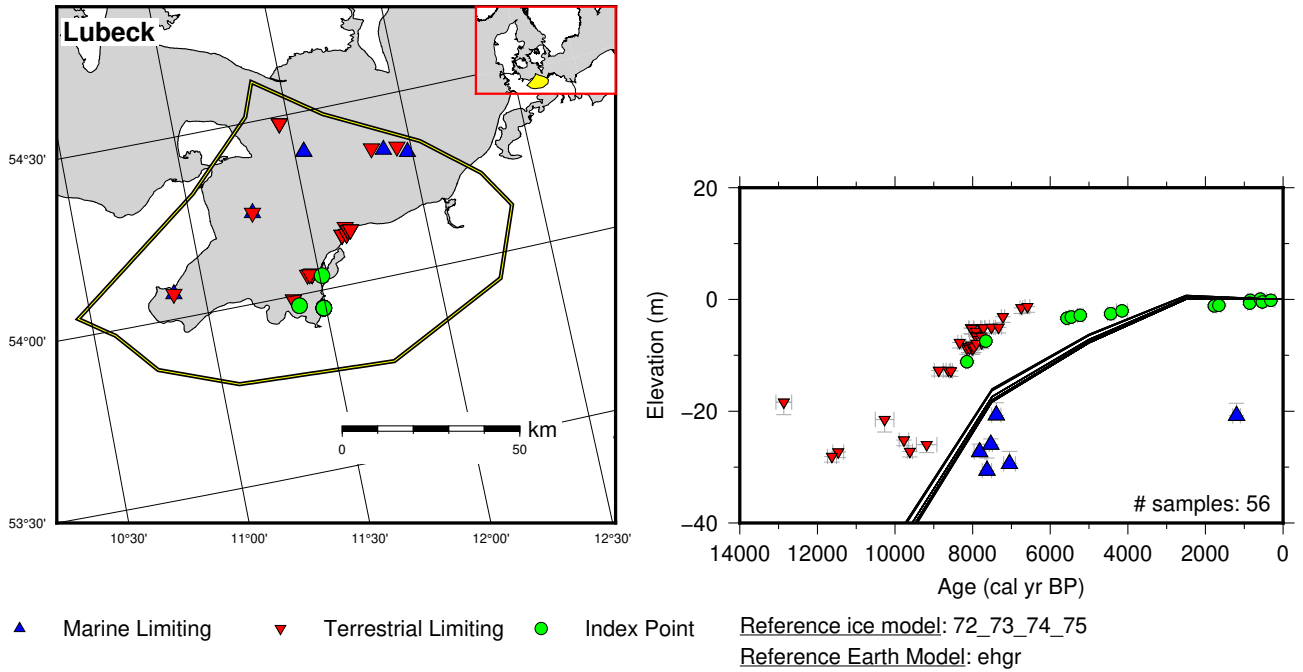 Lubeck
54°30'
54°00'
53°30'
10°30'
11°00'
11°30'
12°00'
12°30'
km
0
50
20
0
−20
−40
Elevation (m)
# samples: 56
14000
12000
10000
8000
6000
4000
2000
0
Age (cal yr BP)
Marine Limiting
Terrestrial Limiting
Index Point
Reference ice model: 72_73_74_75
Reference Earth Model: ehgr